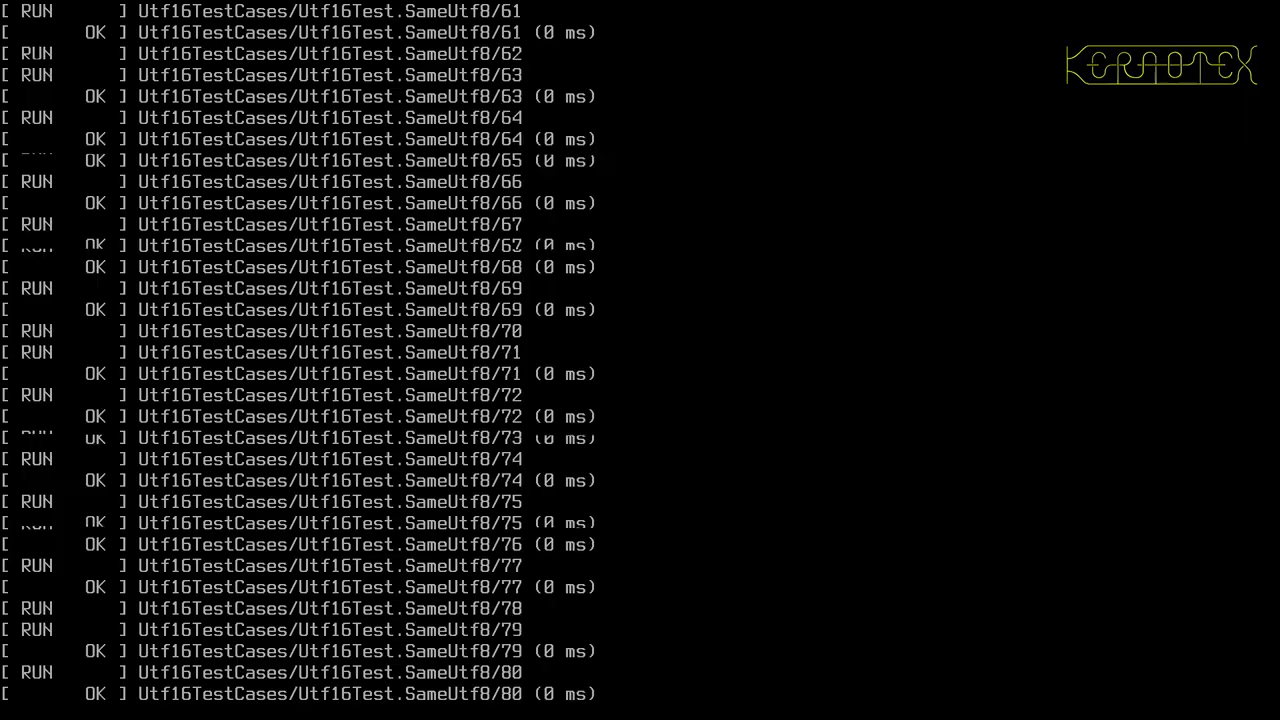 [ RUN      ] Utf16TestCases/Utf16Test.SameUtf8/61
KERNOTEX
[       OK ] Utf16TestCases/Utf16Test.SameUtf8/61 (0 ms)
[ RUN      ] Utf16TestCases/Utf16Test.SameUtf8/62
[ RUN      ] Utf16TestCases/Utf16Test.SameUtf8/63
[       OK ] Utf16TestCases/Utf16Test.SameUtf8/63 (0 ms)
[ RUN      ] Utf16TestCases/Utf16Test.SameUtf8/64
[       OK ] Utf16TestCases/Utf16Test.SameUtf8/64 (0 ms)
[       OK ] Utf16TestCases/Utf16Test.SameUtf8/65 (0 ms)
[ RUN      ] Utf16TestCases/Utf16Test.SameUtf8/66
[       OK ] Utf16TestCases/Utf16Test.SameUtf8/66 (0 ms)
[ RUN      ] Utf16TestCases/Utf16Test.SameUtf8/67
[       OK ] Utf16TestCases/Utf16Test.SameUtf8/67 (0 ms)
[       OK ] Utf16TestCases/Utf16Test.SameUtf8/68 (0 ms)
[ RUN      ] Utf16TestCases/Utf16Test.SameUtf8/69
[       OK ] Utf16TestCases/Utf16Test.SameUtf8/69 (0 ms)
[ RUN      ] Utf16TestCases/Utf16Test.SameUtf8/70
[ RUN      ] Utf16TestCases/Utf16Test.SameUtf8/71
[       OK ] Utf16TestCases/Utf16Test.SameUtf8/71 (0 ms)
[ RUN      ] Utf16TestCases/Utf16Test.SameUtf8/72
[       OK ] Utf16TestCases/Utf16Test.SameUtf8/72 (0 ms)
[       OK ] Utf16TestCases/Utf16Test.SameUtf8/73 (0 ms)
[ RUN      ] Utf16TestCases/Utf16Test.SameUtf8/74
[       OK ] Utf16TestCases/Utf16Test.SameUtf8/74 (0 ms)
[ RUN      ] Utf16TestCases/Utf16Test.SameUtf8/75
[       OK ] Utf16TestCases/Utf16Test.SameUtf8/75 (0 ms)
[       OK ] Utf16TestCases/Utf16Test.SameUtf8/76 (0 ms)
[ RUN      ] Utf16TestCases/Utf16Test.SameUtf8/77
[       OK ] Utf16TestCases/Utf16Test.SameUtf8/77 (0 ms)
[ RUN      ] Utf16TestCases/Utf16Test.SameUtf8/78
[ RUN      ] Utf16TestCases/Utf16Test.SameUtf8/79
[       OK ] Utf16TestCases/Utf16Test.SameUtf8/79 (0 ms)
[ RUN      ] Utf16TestCases/Utf16Test.SameUtf8/80
[       OK ] Utf16TestCases/Utf16Test.SameUtf8/80 (0 ms)